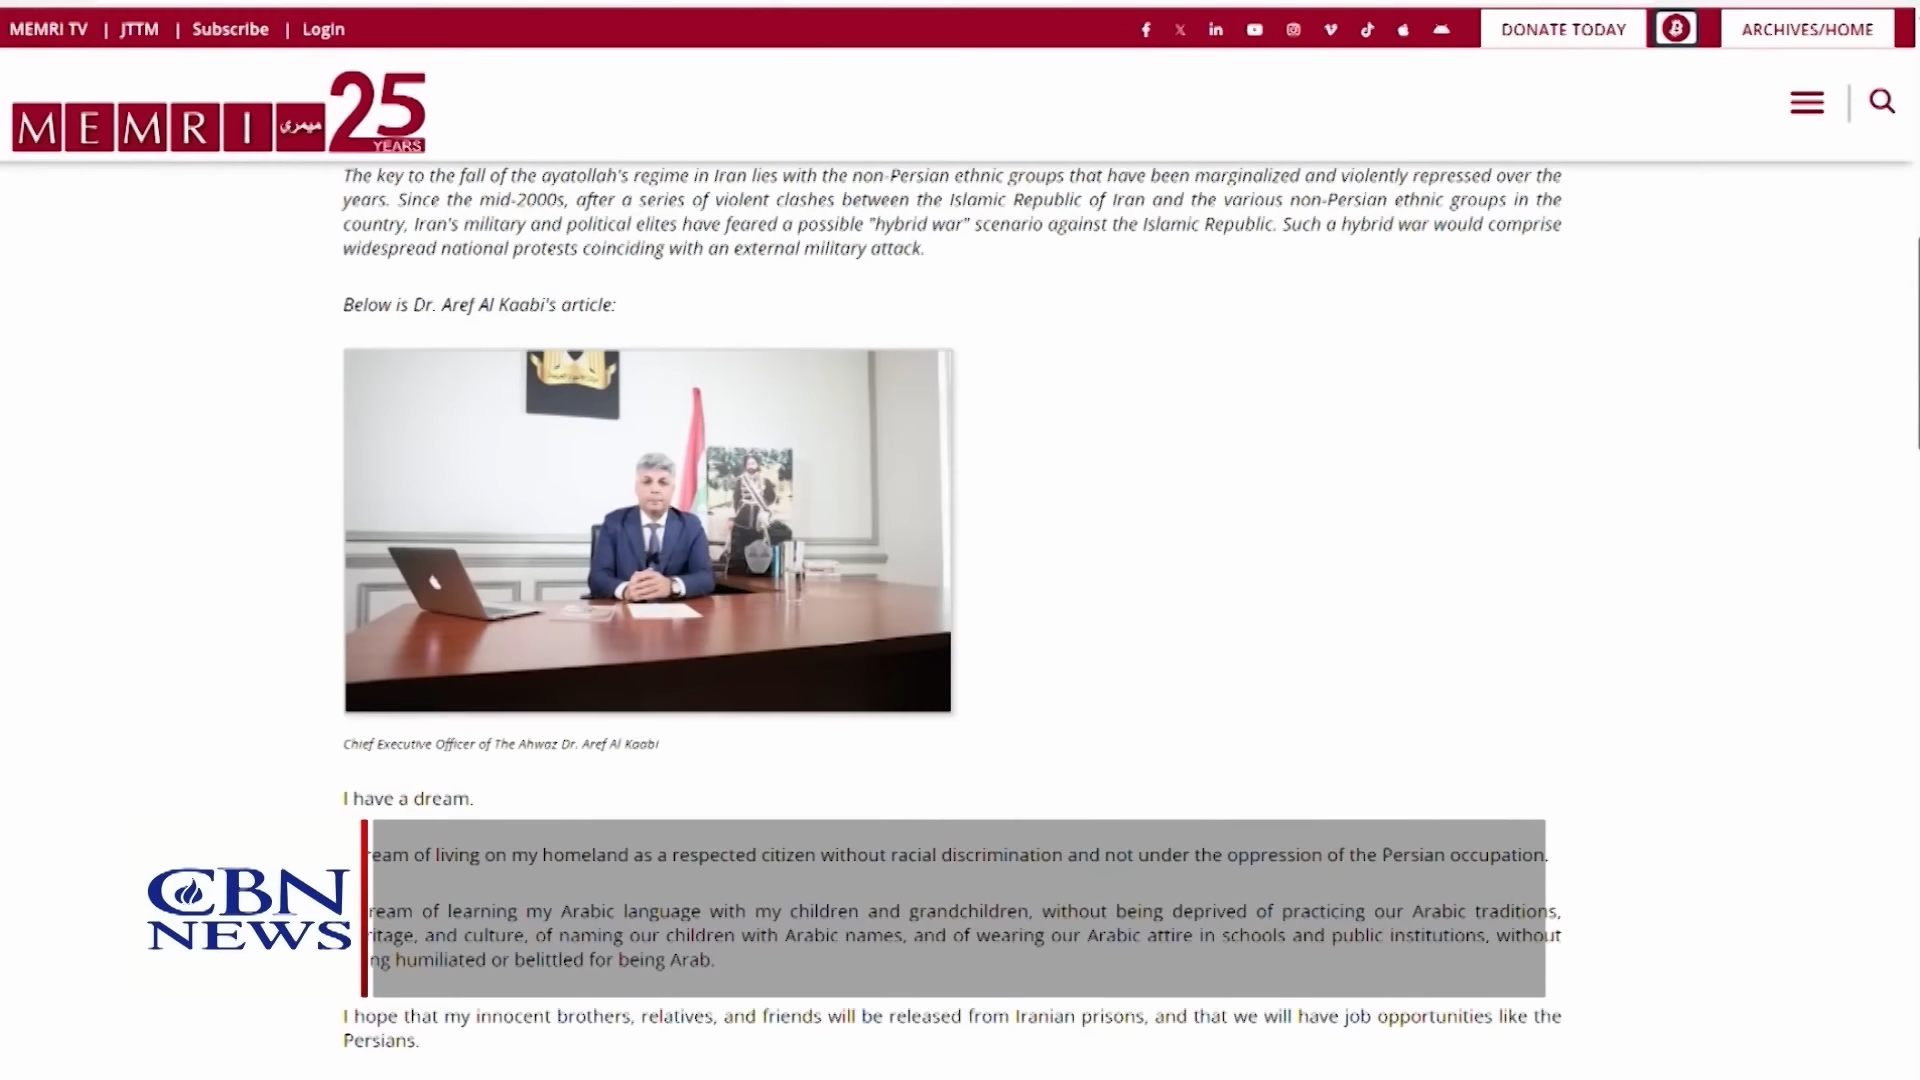 MEMRI TV | JTTM | Subscribe | Login
DONATE TODAY
ARCHIVES/HOME
MEMRI ميمري 25
YEARS
The key to the fall of the ayatollah's regime in Iran lies with the non-Persian ethnic groups that have been marginalized and violently repressed over the
years. Since the mid-2000s, after a series of violent clashes between the Islamic Republic of Iran and the various non-Persian ethnic groups in the
country, Iran's military and political elites have feared a possible "hybrid war" scenario against the Islamic Republic. Such a hybrid war would comprise
widespread national protests coinciding with an external military attack.
Below is Dr. Aref Al Kaabi's article:
Chief Executive Officer of The Ahwaz Dr. Aref Al Kaabi
I have a dream.
ream of living on my homeland as a respected citizen without racial discrimination and not under the oppression of the Persian occupation.
ream of learning my Arabic language with my children and grandchildren, without being deprived of practicing our Arabic traditions,
ritage, and culture, of naming our children with Arabic names, and of wearing our Arabic attire in schools and public institutions, without
ng humiliated or belittled for being Arab.
CBN
NEWS
I hope that my innocent brothers, relatives, and friends will be released from Iranian prisons, and that we will have job opportunities like the
Persians.